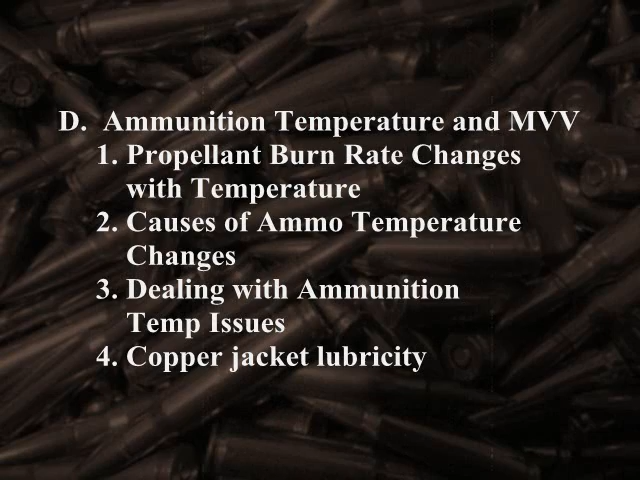 D. Ammunition Temperature and MVV
1. Propellant Burn Rate Changes
with Temperature
2. Causes of Ammo Temperature
Changes
3. Dealing with Ammunition
Temp Issues
4. Copper jacket lubricity